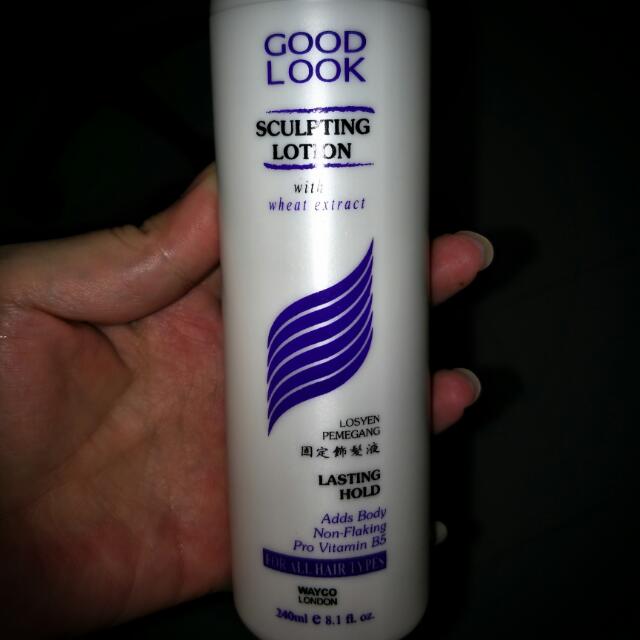 GOOD
LOOK
SCULPTING
LOTION
with
wheat extract
LOSYEN
PEMEGANG
固定飾髮液
LASTING
HOLD
Adds Body
Non-Flaking
Pro Vitamin B5
FOR ALL HAIR TYPES
WAYCO
LONDON
240ml e 8.1 fl. oz.